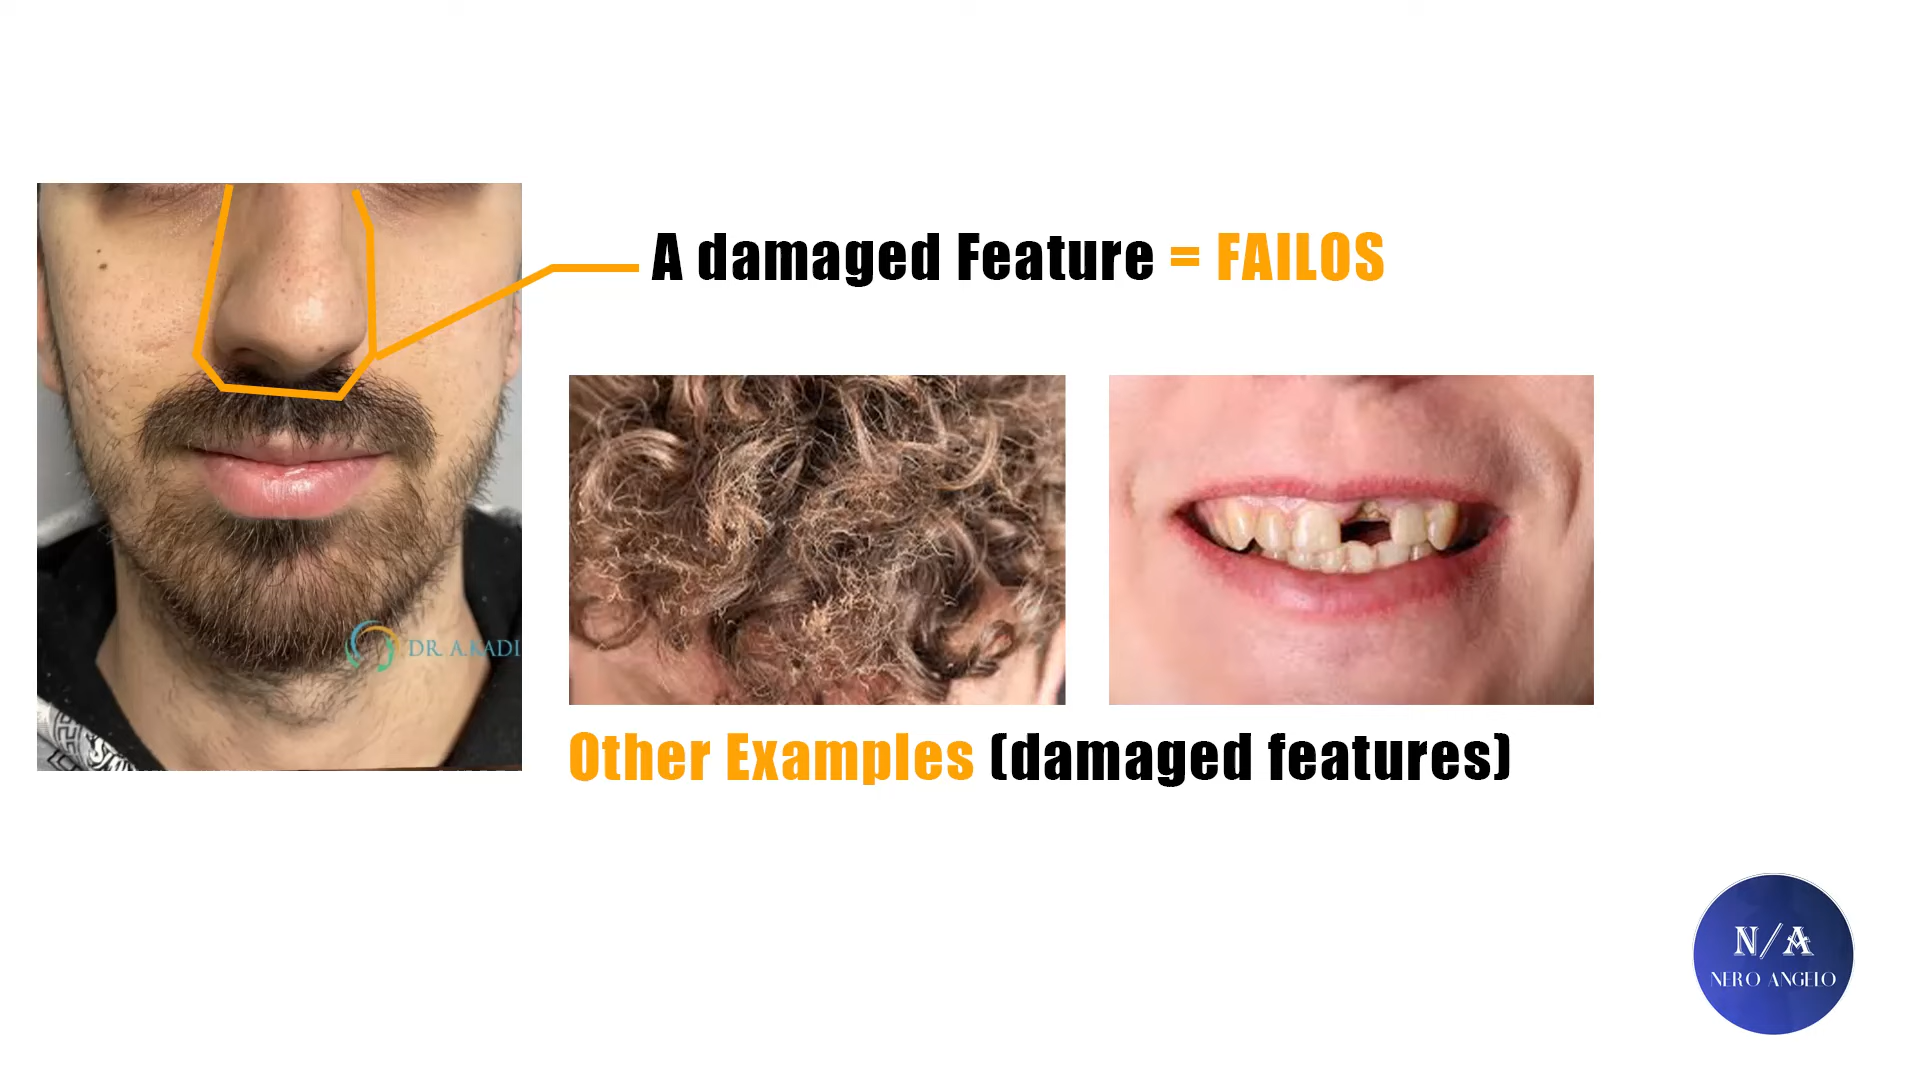 A damaged Feature = FAILOS
DR. A.KADI
Other Examples (damaged features)
N/A
NERO ANGELO